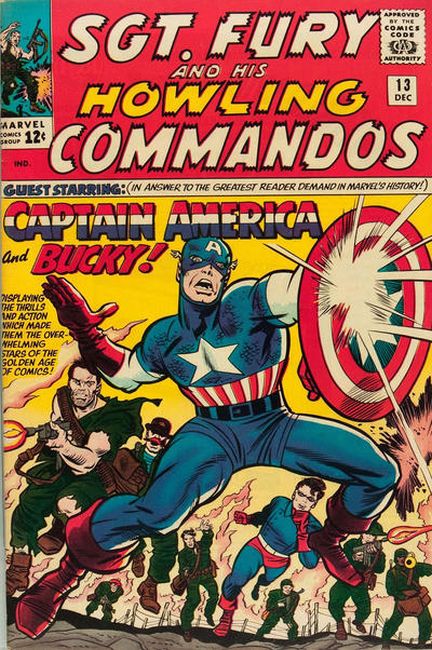 SGT. FURY
AND HIS
HOWLING
COMMANDOS
APPROVED
BY THE
COMICS
CODE
AUTHORITY
MARVEL
COMICS
GROUP
12¢
IND.
13
DEC
GUEST STARRING: (IN ANSWER TO THE GREATEST READER DEMAND IN MARVEL'S HISTORY!)
CAPTAIN AMERICA
and BUCKY!
DISPLAYING
THE THRILLS
AND ACTION
WHICH MADE
THEM THE OVER-
WHELMING
STARS OF THE
GOLDEN AGE
OF COMICS!
A